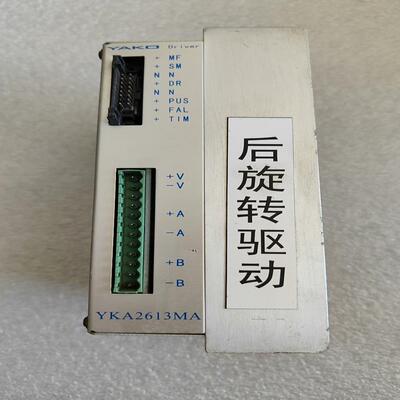 YAKO Driver
+ MF
+ SM
N N
+ DR
N N
+ PUS
+ FAL
+ TIM
+V
-V
+A
-A
+B
-B
YKA2613MA
后旋转驱动